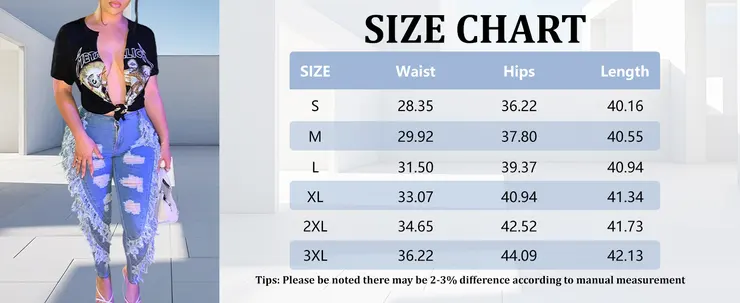 METALLICA
SIZE CHART
SIZE Waist Hips Length
S 28.35 36.22 40.16
M 29.92 37.80 40.55
L 31.50 39.37 40.94
XL 33.07 40.94 41.34
2XL 34.65 42.52 41.73
3XL 36.22 44.09 42.13
Tips: Please be noted there may be 2-3% difference according to manual measurement